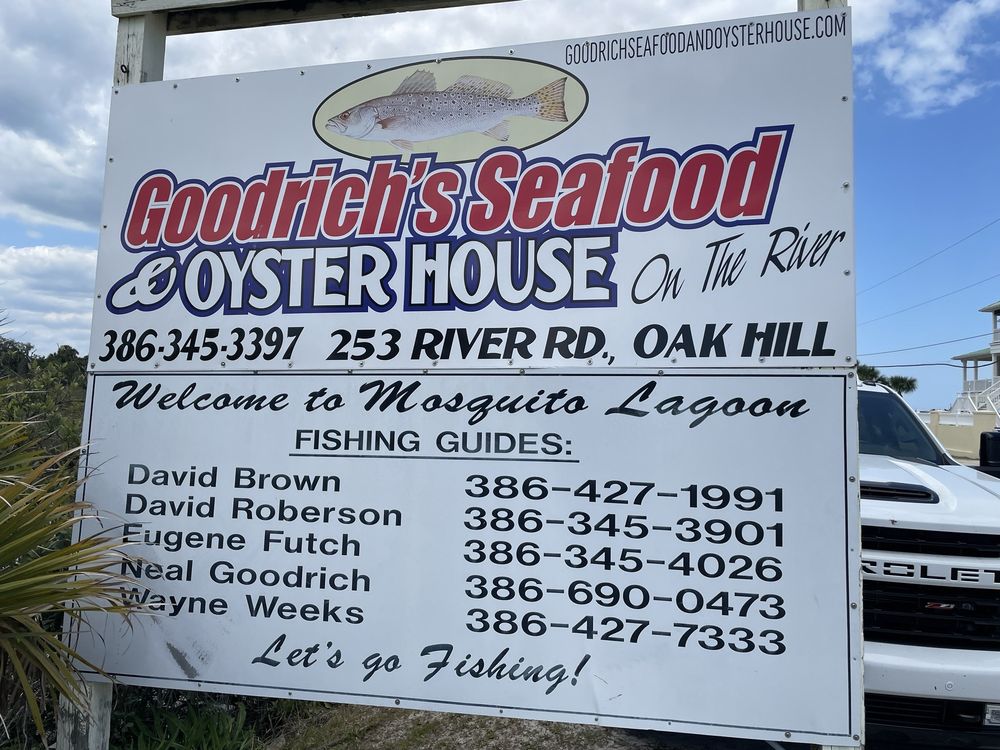 GOODRICHSEAFOODANDOYSTERHOUSE.COM
Goodrich's Seafood
& OYSTER HOUSE On The River
386-345-3397 253 RIVER RD., OAK HILL
Welcome to Mosquito Lagoon
FISHING GUIDES:
David Brown 386-427-1991
David Roberson 386-345-3901
Eugene Futch 386-345-4026
Neal Goodrich 386-690-0473
Wayne Weeks 386-427-7333
Let's go Fishing!
ROLET
Z71